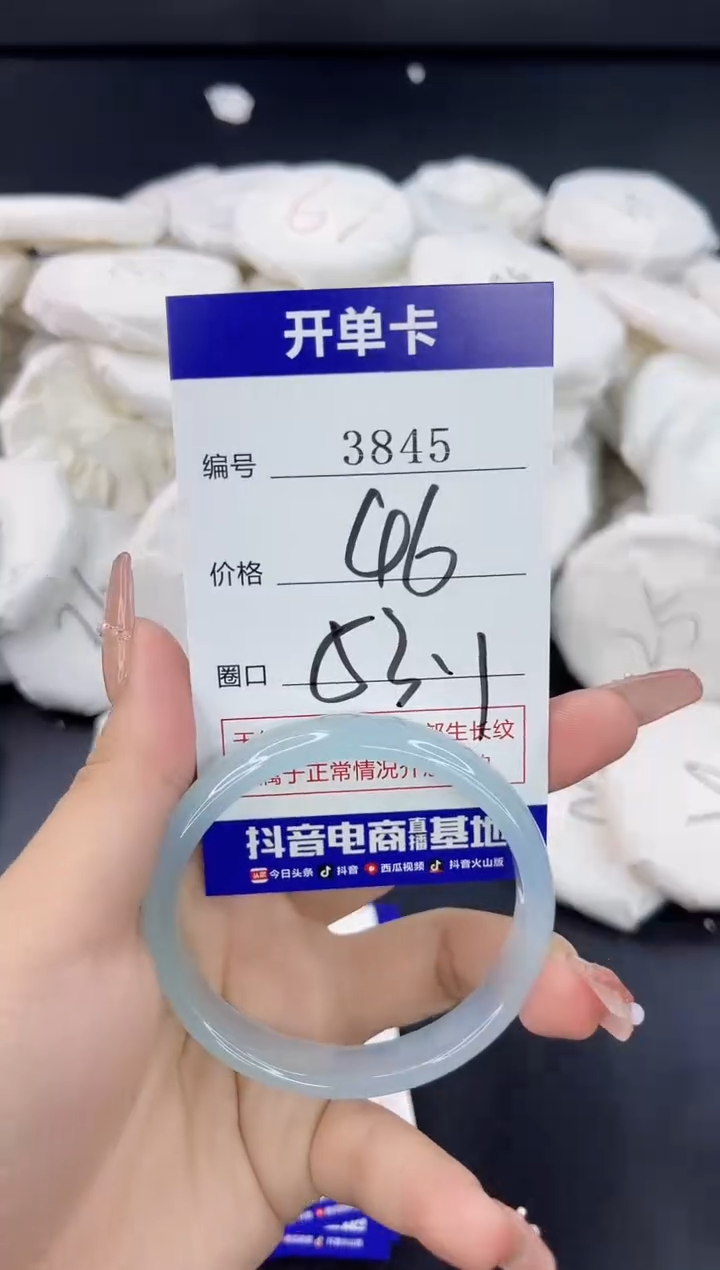 开单卡
编号 3845
价格 46
圈口 53.1
生长纹
属于正常情况
抖音电商直播基地
头条 今日头条 抖音 西瓜视频 抖音火山版